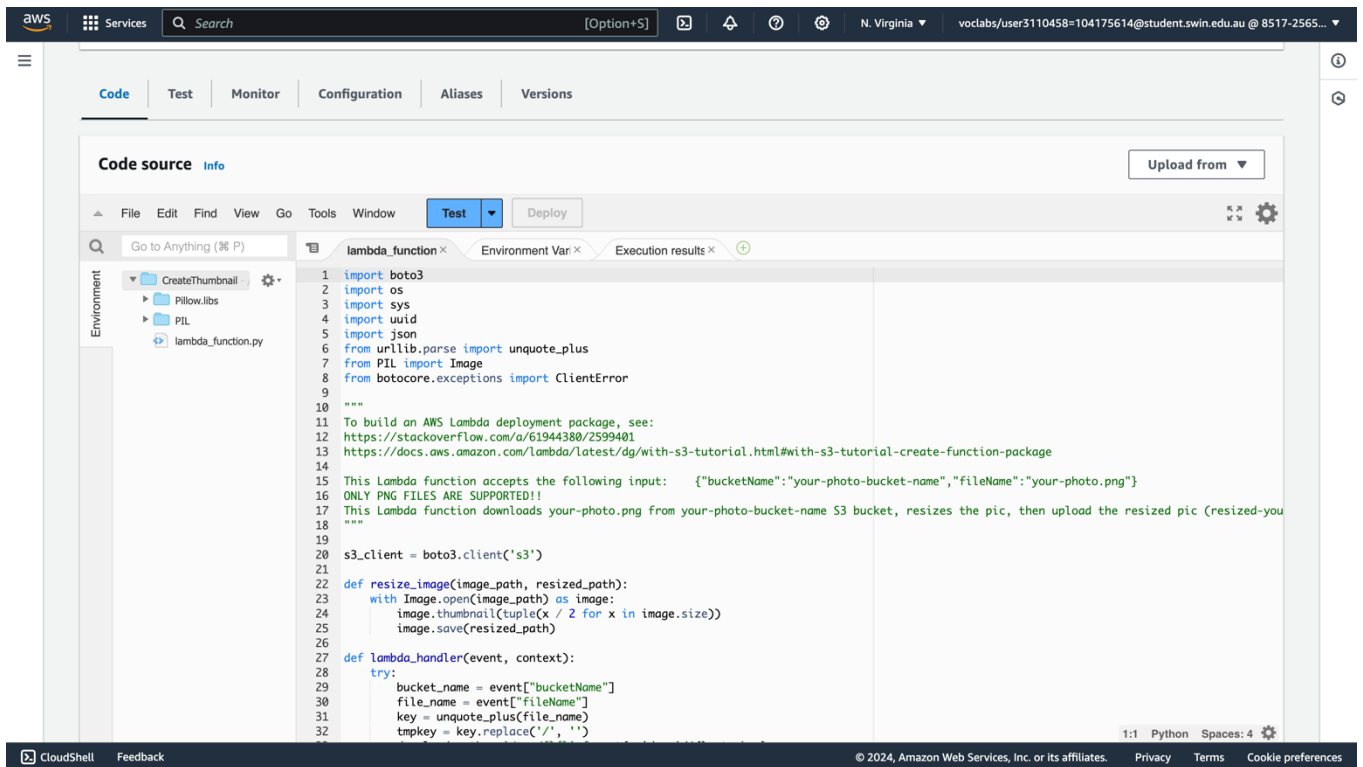 aws
Services
Search
[Option+S]
N. Virginia
voclabs/user3110458=104175614@student.swin.edu.au @ 8517-2565...
Code
Test
Monitor
Configuration
Aliases
Versions
Code source Info
Upload from
File Edit Find View Go Tools Window Test Deploy
Go to Anything (⌘ P)
lambda_function ×
Environment Vari ×
Execution results ×
Environment
CreateThumbnail
Pillow.libs
PIL
lambda_function.py
1 import boto3
2 import os
3 import sys
4 import uuid
5 import json
6 from urllib.parse import unquote_plus
7 from PIL import Image
8 from botocore.exceptions import ClientError
9
10 """
11 To build an AWS Lambda deployment package, see:
12 https://stackoverflow.com/a/61944380/2599401
13 https://docs.aws.amazon.com/lambda/latest/dg/with-s3-tutorial.html#with-s3-tutorial-create-function-package
14
15 This Lambda function accepts the following input:    {"bucketName":"your-photo-bucket-name","fileName":"your-photo.png"}
16 ONLY PNG FILES ARE SUPPORTED!!
17 This Lambda function downloads your-photo.png from your-photo-bucket-name S3 bucket, resizes the pic, then upload the resized pic (resized-you
18 """
19
20 s3_client = boto3.client('s3')
21
22 def resize_image(image_path, resized_path):
23     with Image.open(image_path) as image:
24         image.thumbnail(tuple(x / 2 for x in image.size))
25         image.save(resized_path)
26
27 def lambda_handler(event, context):
28     try:
29         bucket_name = event["bucketName"]
30         file_name = event["fileName"]
31         key = unquote_plus(file_name)
32         tmpkey = key.replace('/', '')
1:1 Python Spaces: 4
CloudShell
Feedback
© 2024, Amazon Web Services, Inc. or its affiliates.
Privacy
Terms
Cookie preferences